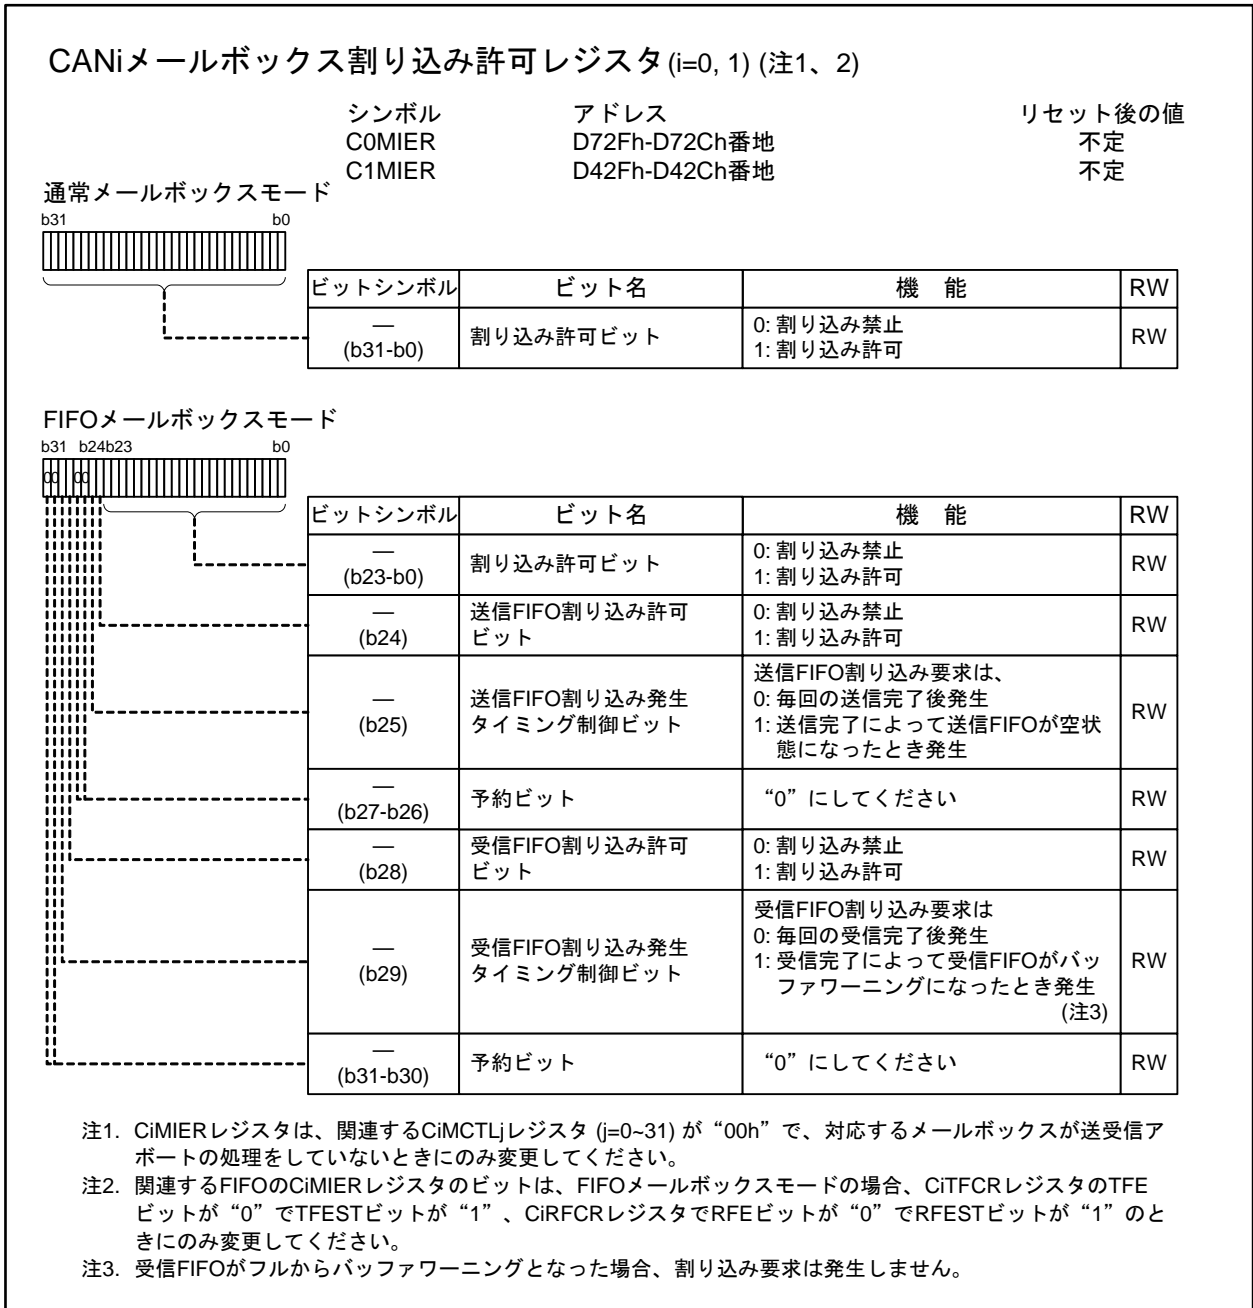 CANiメールボックス割り込み許可レジスタ(i=0, 1) (注1、2)
シンボル アドレス リセット後の値
C0MIER D72Fh-D72Ch番地 不定
C1MIER D42Fh-D42Ch番地 不定
通常メールボックスモード
b31 b0
ビットシンボル ビット名 機 能 RW
—
(b31-b0) 割り込み許可ビット 0: 割り込み禁止
1: 割り込み許可 RW
FIFOメールボックスモード
b31 b24b23 b0
00 00
ビットシンボル ビット名 機 能 RW
—
(b23-b0) 割り込み許可ビット 0: 割り込み禁止
1: 割り込み許可 RW
—
(b24) 送信FIFO割り込み許可
ビット 0: 割り込み禁止
1: 割り込み許可 RW
—
(b25) 送信FIFO割り込み発生
タイミング制御ビット 送信FIFO割り込み要求は、
0: 毎回の送信完了後発生
1: 送信完了によって送信FIFOが空状
態になったとき発生 RW
—
(b27-b26) 予約ビット “0”にしてください RW
—
(b28) 受信FIFO割り込み許可
ビット 0: 割り込み禁止
1: 割り込み許可 RW
—
(b29) 受信FIFO割り込み発生
タイミング制御ビット 受信FIFO割り込み要求は
0: 毎回の受信完了後発生
1: 受信完了によって受信FIFOがバッ
ファワーニングになったとき発生
(注3) RW
—
(b31-b30) 予約ビット “0”にしてください RW
注1. CiMIERレジスタは、関連するCiMCTLjレジスタ (j=0~31) が“00h”で、対応するメールボックスが送受信ア
ボートの処理をしていないときにのみ変更してください。
注2. 関連するFIFOのCiMIERレジスタのビットは、FIFOメールボックスモードの場合、CiTFCRレジスタのTFE
ビットが“0”でTFESTビットが“1”、CiRFCRレジスタでRFEビットが“0”でRFESTビットが“1”のと
きにのみ変更してください。
注3. 受信FIFOがフルからバッファワーニングとなった場合、割り込み要求は発生しません。